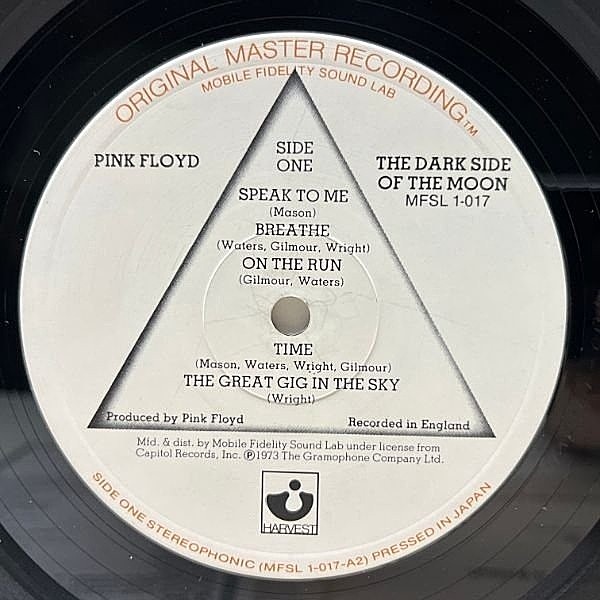 ORIGINAL MASTER RECORDING™
MOBILE FIDELITY SOUND LAB
PINK FLOYD
SIDE
ONE
THE DARK SIDE
OF THE MOON
MFSL 1-017
SPEAK TO ME
(Mason)
BREATHE
(Waters, Gilmour, Wright)
ON THE RUN
(Gilmour, Waters)
TIME
(Mason, Waters, Wright, Gilmour)
THE GREAT GIG IN THE SKY
(Wright)
Produced by Pink Floyd
Recorded in England
Mfd. & dist. by Mobile Fidelity Sound Lab under license from
Capitol Records, Inc. ℗1973 The Gramophone Company Ltd.
HARVEST
SIDE ONE STEREOPHONIC (MFSL 1-017-A2) PRESSED IN JAPAN